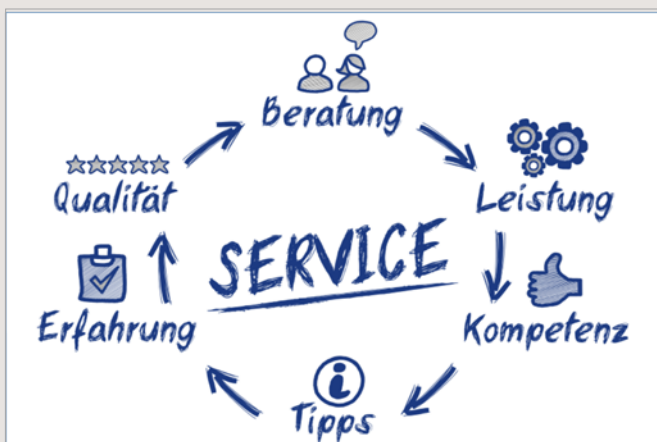 Beratung
Leistung
Kompetenz
Tipps
Erfahrung
Qualität
SERVICE